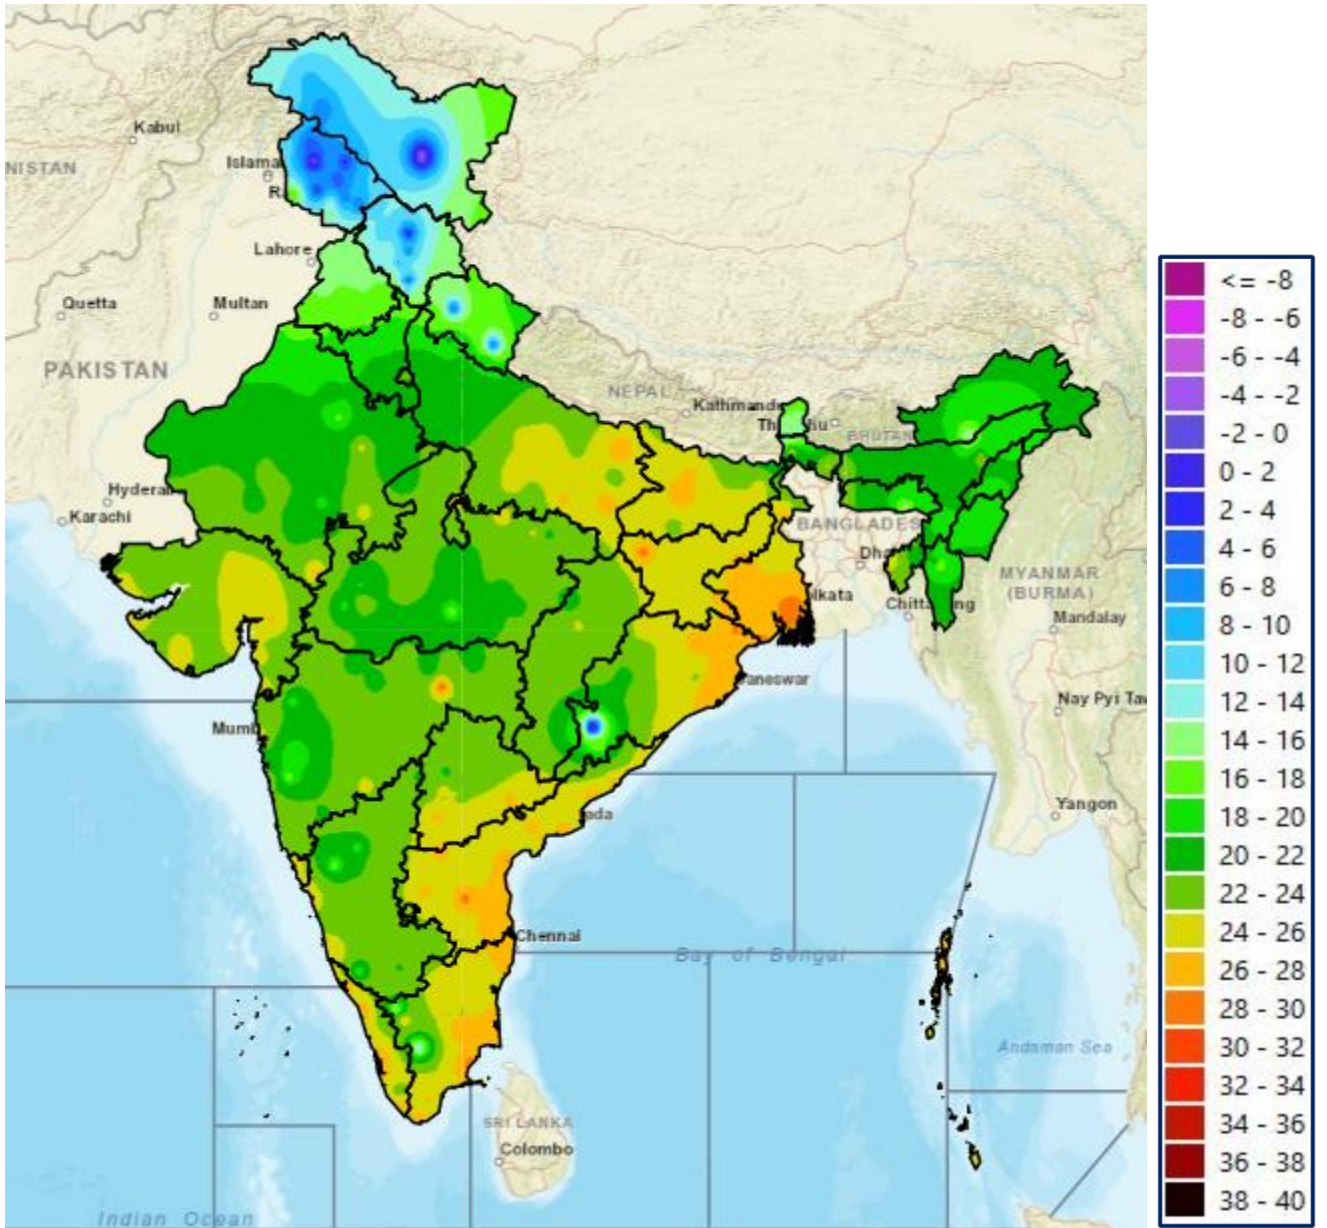 Kabul
NISTAN
Islama
R
Lahore
Quetta
Multan
PAKISTAN
NEPAL
Kathmandu
Th
hu
BHUTAN
Hyderab
Karachi
BANGLADES
Dha
MYANMAR
(BURMA)
lkata
Chitta
ng
Mandalay
aneswar
Nay Pyi Taw
Mumb
Yangon
ada
Chennai
Bay of Bengal
Andaman Sea
SRI LANKA
Colombo
Indian Ocean
<= -8
-8 - -6
-6 - -4
-4 - -2
-2 - 0
0 - 2
2 - 4
4 - 6
6 - 8
8 - 10
10 - 12
12 - 14
14 - 16
16 - 18
18 - 20
20 - 22
22 - 24
24 - 26
26 - 28
28 - 30
30 - 32
32 - 34
34 - 36
36 - 38
38 - 40